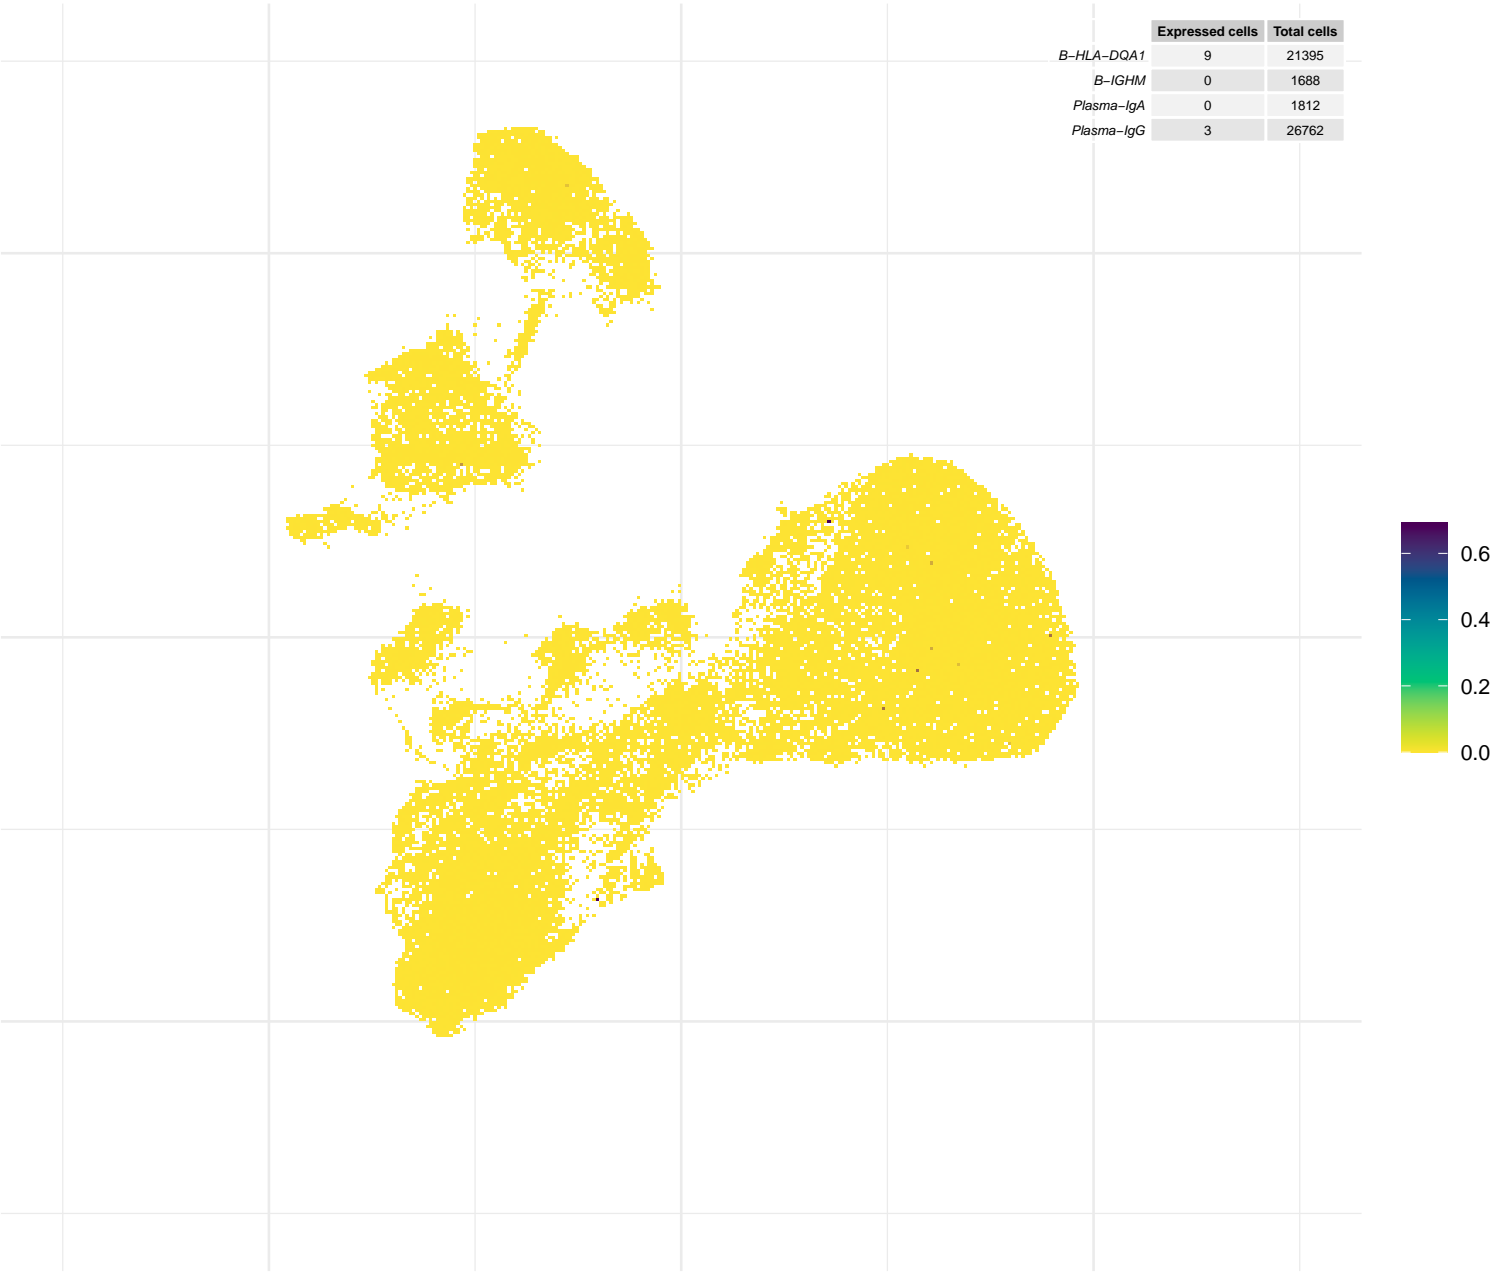 Expressed cells Total cells
B−HLA−DQA1 9 21395
B−IGHM 0 1688
Plasma−IgA 0 1812
Plasma−IgG 3 26762
0.6
0.4
0.2
0.0